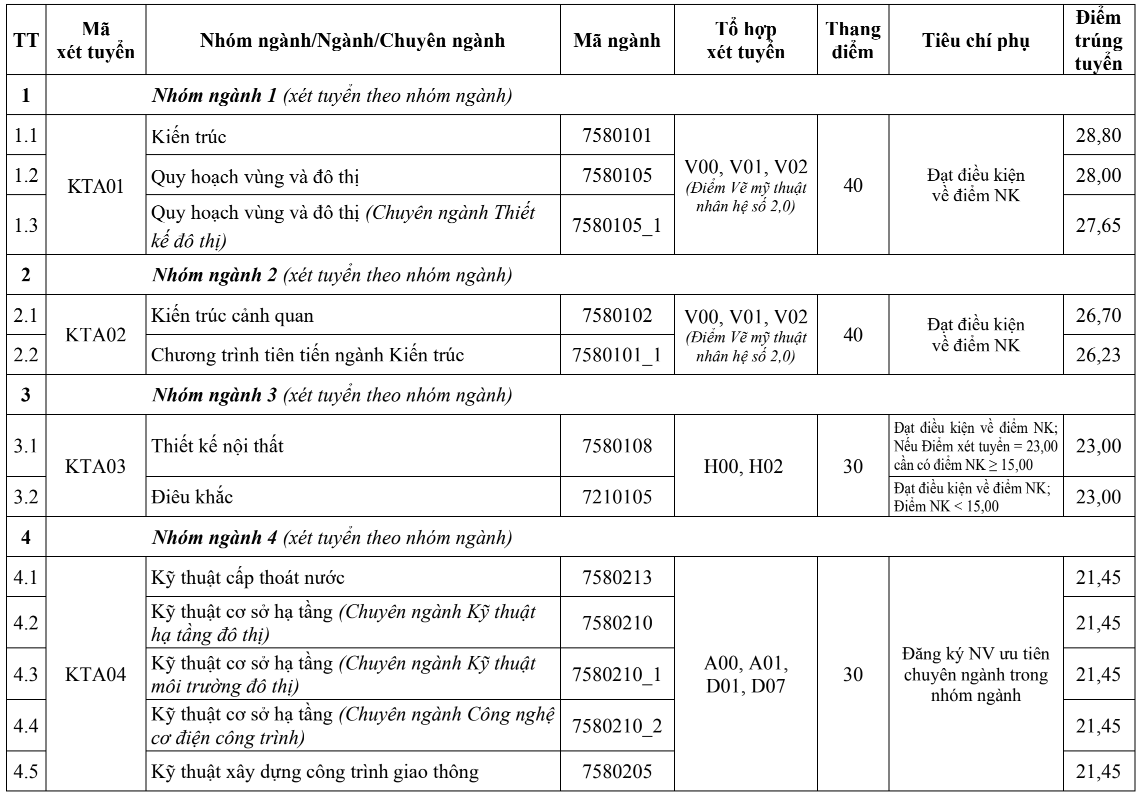 TT
Mã
xét tuyển
Nhóm ngành/Ngành/Chuyên ngành
Mã ngành
Tổ hợp
xét tuyển
Thang
điểm
Tiêu chí phụ
Điểm
trúng
tuyển
1
Nhóm ngành 1 (xét tuyển theo nhóm ngành)
1.1
KTA01
Kiến trúc
7580101
V00, V01, V02
(Điểm Vẽ mỹ thuật
nhân hệ số 2,0)
40
Đạt điều kiện
về điểm NK
28,80
1.2
Quy hoạch vùng và đô thị
7580105
28,00
1.3
Quy hoạch vùng và đô thị (Chuyên ngành Thiết
kế đô thị)
7580105_1
27,65
2
Nhóm ngành 2 (xét tuyển theo nhóm ngành)
2.1
KTA02
Kiến trúc cảnh quan
7580102
V00, V01, V02
(Điểm Vẽ mỹ thuật
nhân hệ số 2,0)
40
Đạt điều kiện
về điểm NK
26,70
2.2
Chương trình tiên tiến ngành Kiến trúc
7580101_1
26,23
3
Nhóm ngành 3 (xét tuyển theo nhóm ngành)
3.1
KTA03
Thiết kế nội thất
7580108
H00, H02
30
Đạt điều kiện về điểm NK;
Nếu Điểm xét tuyển = 23,00
cần có điểm NK ≥ 15,00
23,00
3.2
Điêu khắc
7210105
Đạt điều kiện về điểm NK;
Điểm NK < 15,00
23,00
4
Nhóm ngành 4 (xét tuyển theo nhóm ngành)
4.1
KTA04
Kỹ thuật cấp thoát nước
7580213
A00, A01,
D01, D07
30
Đăng ký NV ưu tiên
chuyên ngành trong
nhóm ngành
21,45
4.2
Kỹ thuật cơ sở hạ tầng (Chuyên ngành Kỹ thuật
hạ tầng đô thị)
7580210
21,45
4.3
Kỹ thuật cơ sở hạ tầng (Chuyên ngành Kỹ thuật
môi trường đô thị)
7580210_1
21,45
4.4
Kỹ thuật cơ sở hạ tầng (Chuyên ngành Công nghệ
cơ điện công trình)
7580210_2
21,45
4.5
Kỹ thuật xây dựng công trình giao thông
7580205
21,45